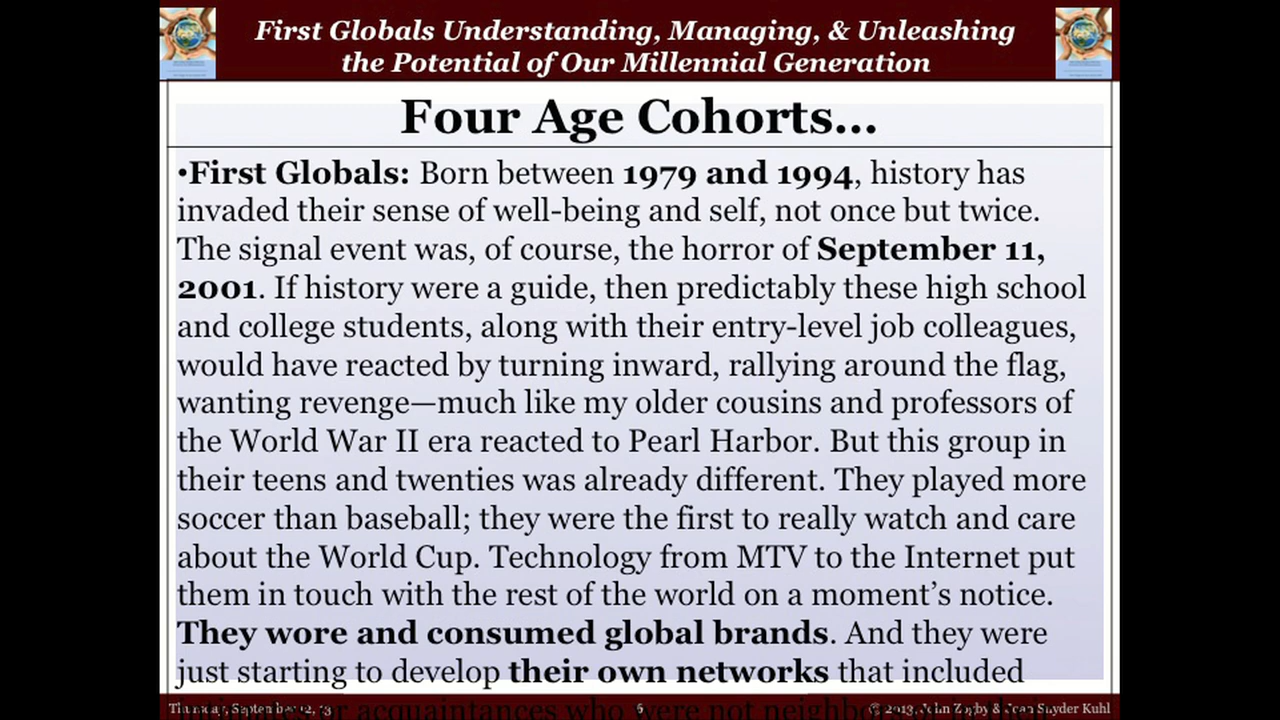 First Globals Understanding, Managing, & Unleashing
the Potential of Our Millennial Generation
Four Age Cohorts...
•First Globals: Born between 1979 and 1994, history has
invaded their sense of well-being and self, not once but twice.
The signal event was, of course, the horror of September 11,
2001. If history were a guide, then predictably these high school
and college students, along with their entry-level job colleagues,
would have reacted by turning inward, rallying around the flag,
wanting revenge—much like my older cousins and professors of
the World War II era reacted to Pearl Harbor. But this group in
their teens and twenties was already different. They played more
soccer than baseball; they were the first to really watch and care
about the World Cup. Technology from MTV to the Internet put
them in touch with the rest of the world on a moment’s notice.
They wore and consumed global brands. And they were
just starting to develop their own networks that included
acquaintances who were not
Thursday, September 12, 13
6
© 2013, John Zogby & Joan Snyder Kuhl